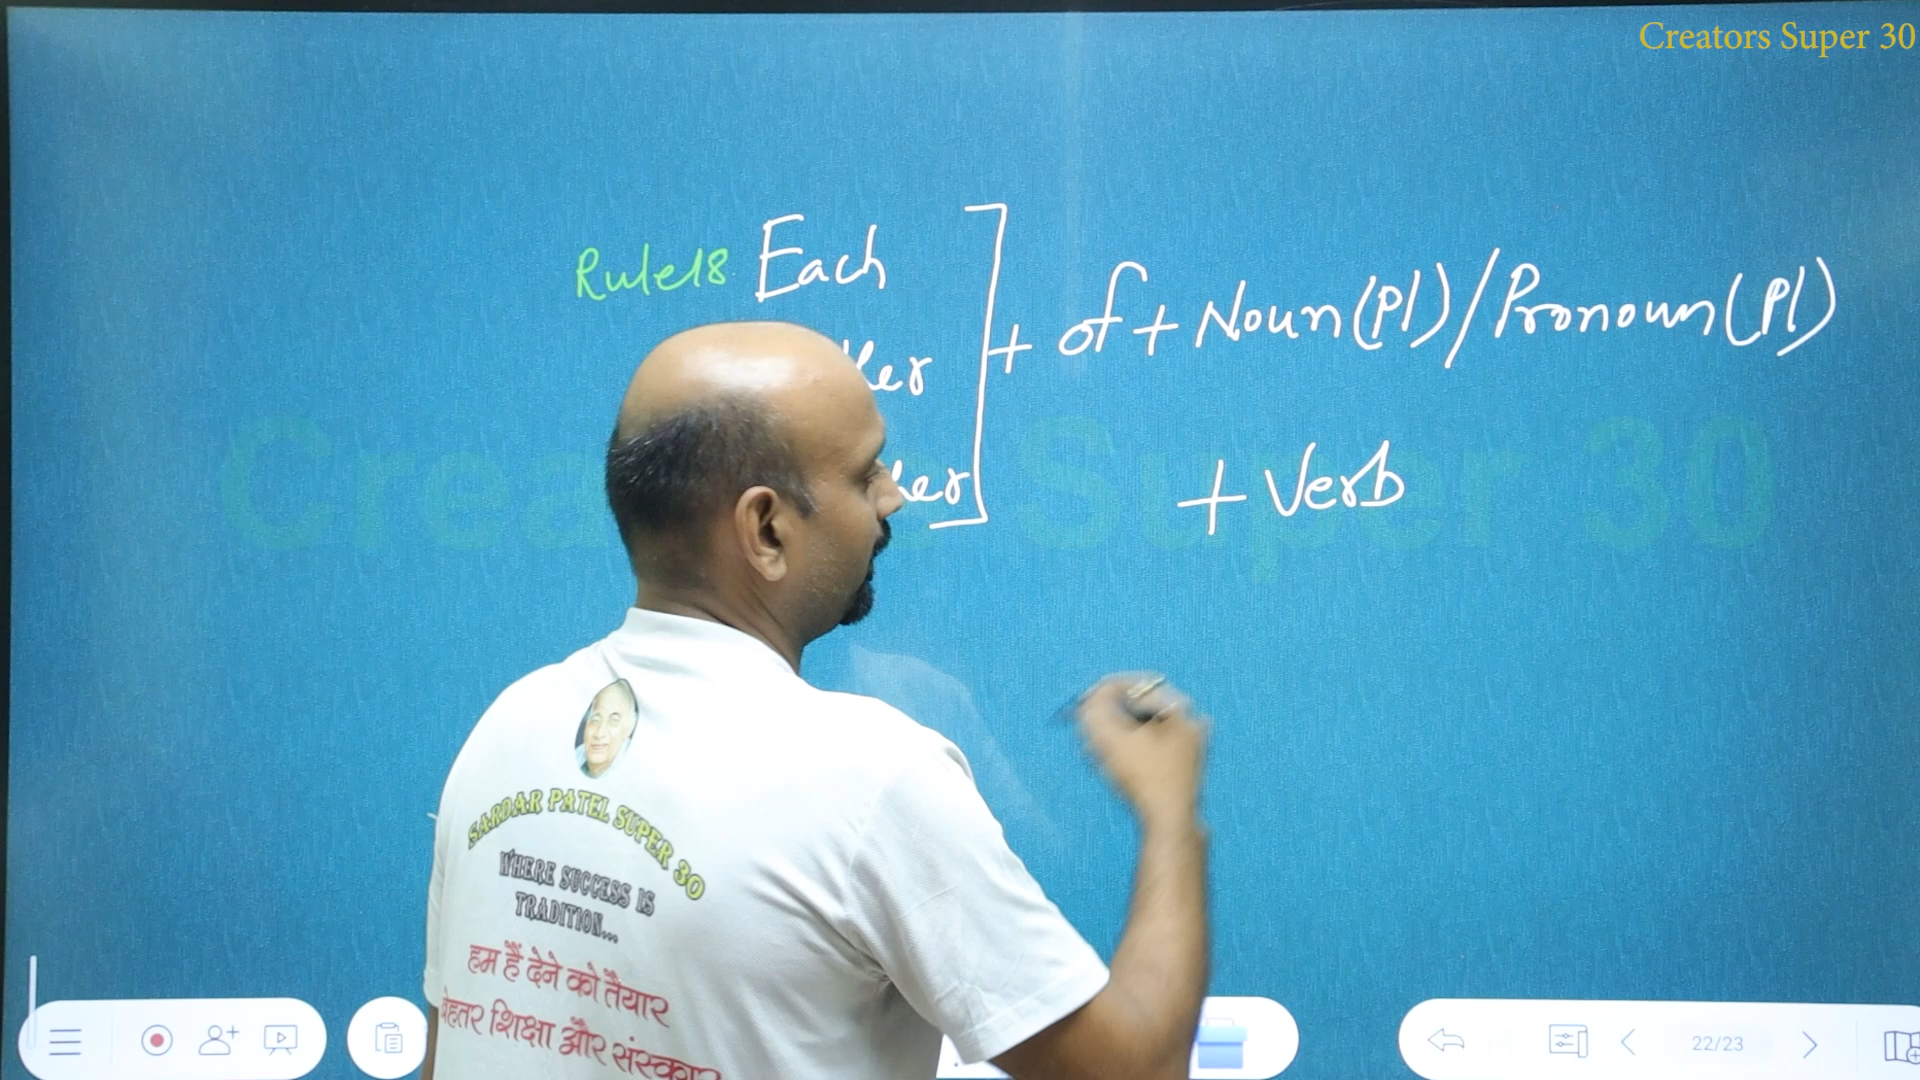 Creators Super 30
Rule18 Each
+ of + Noun(Pl)/Pronoun(Pl)
+ Verb
SARDAR PATEL SUPER 30
WHERE SUCCESS IS
TRADITION...
हम हैं देने को तैयार
बेहतर शिक्षा और संस्कार
22/23